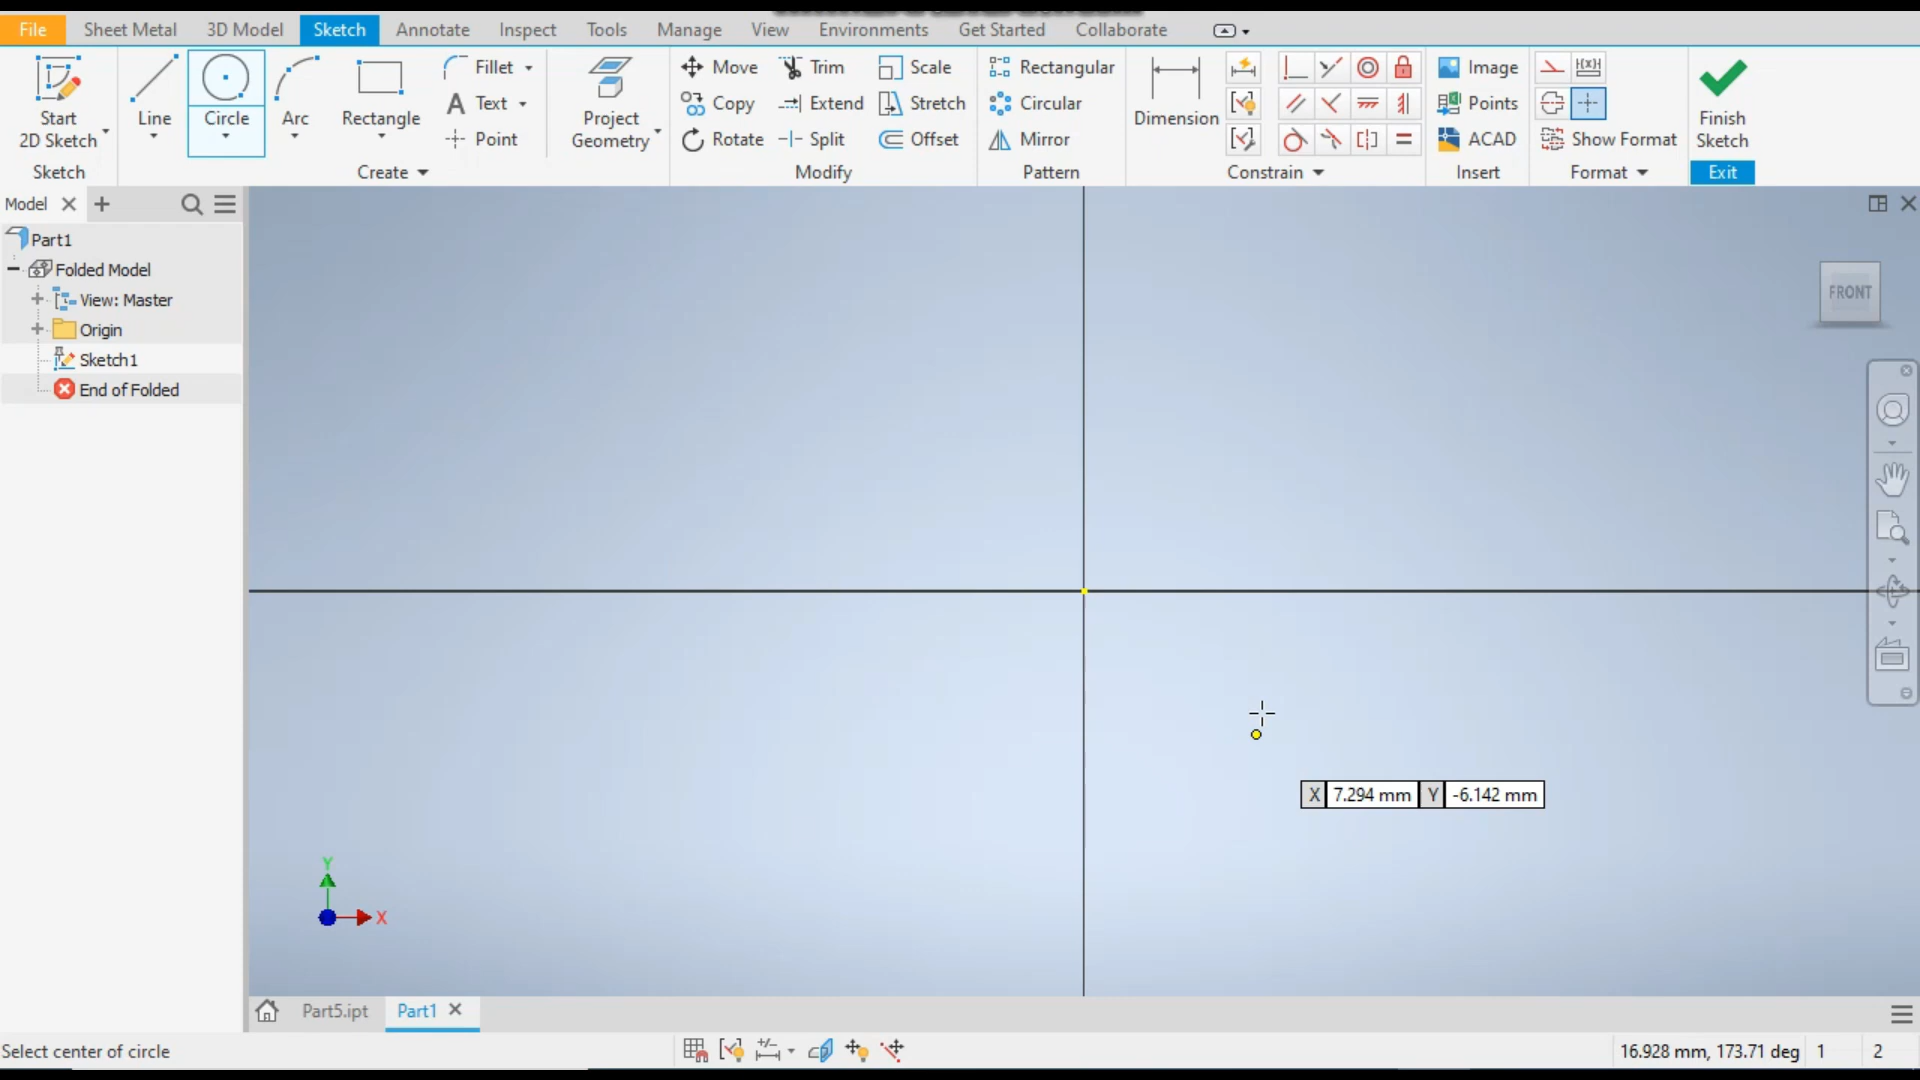 File Sheet Metal 3D Model Sketch Annotate Inspect Tools Manage View Environments Get Started Collaborate
Start
2D Sketch
Line
Circle
Arc
Rectangle
Fillet
Text
Point
Project
Geometry
Move Trim Scale
Copy Extend Stretch
Rotate Split Offset
Rectangular
Circular
Mirror
Dimension
Image
Points
ACAD
Show Format
Finish
Sketch
Sketch Create Modify Pattern Constrain Insert Format Exit
Model
Part1
Folded Model
View: Master
Origin
Sketch1
End of Folded
FRONT
X 7.294 mm Y -6.142 mm
Y
X
Part5.ipt Part1
Select center of circle
16.928 mm, 173.71 deg 1 2